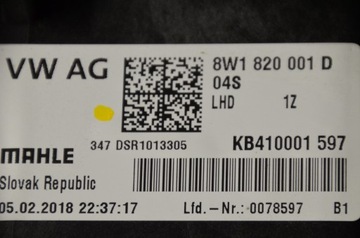 VW AG
8W1 820 001 D
04S
LHD 1Z
347 DSR1013305
KB410001 597
MAHLE
Slovak Republic
05.02.2018 22:37:17
Lfd.-Nr.:0078597 B1